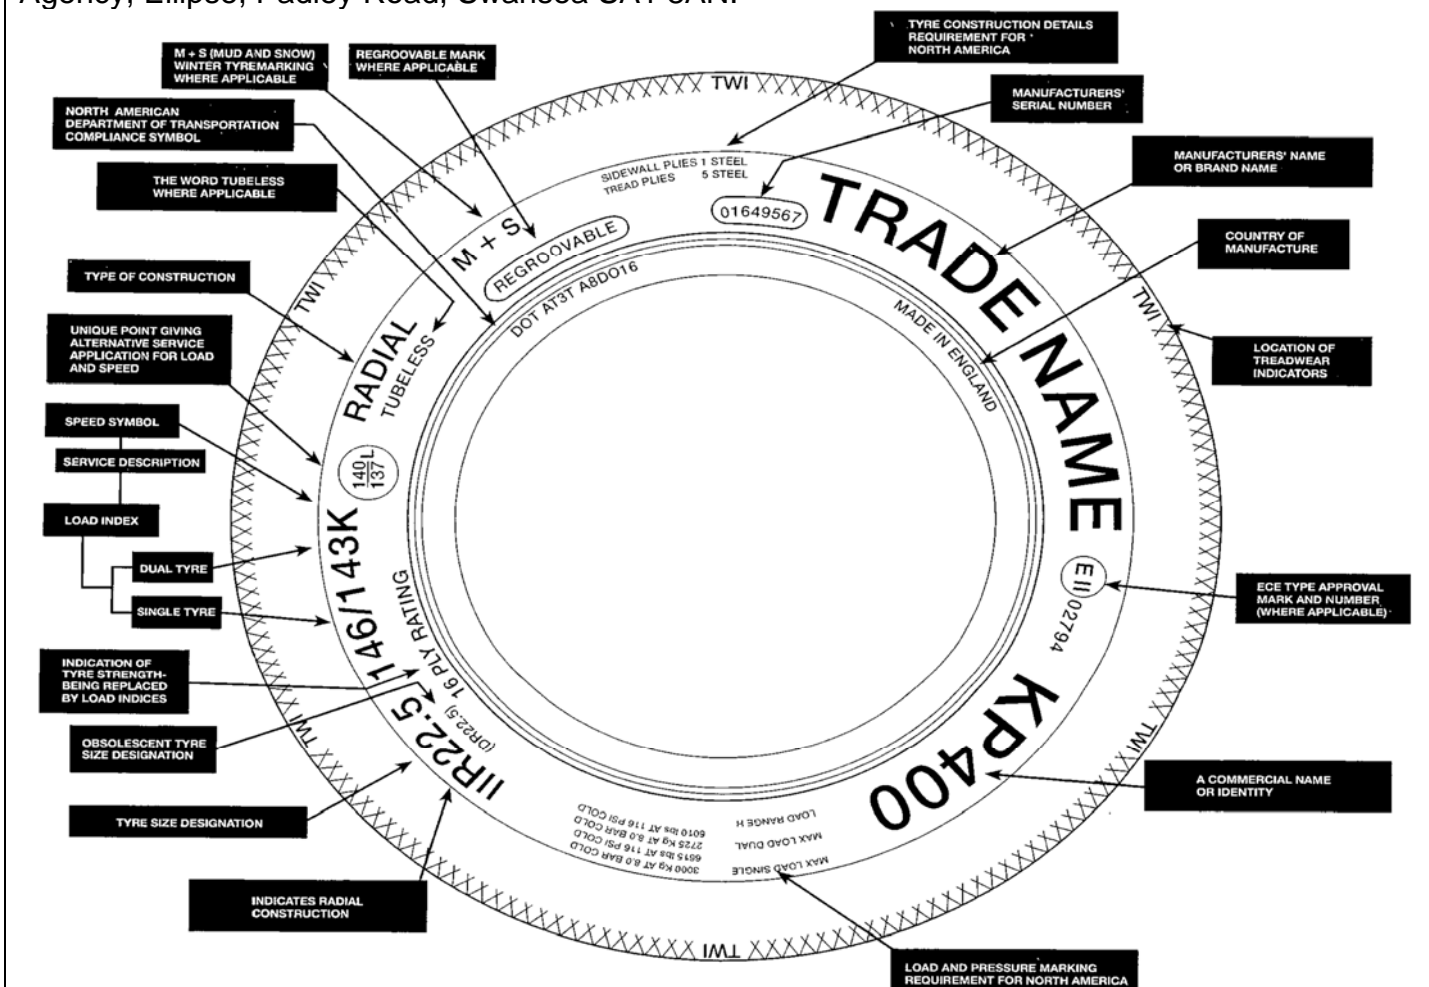 Agency, Ellipse, Padley Road, Swansea SA1 8AN.
TYRE CONSTRUCTION DETAILS
REQUIREMENT FOR
NORTH AMERICA
M + S (MUD AND SNOW)
WINTER TYREMARKING
WHERE APPLICABLE
REGROOVABLE MARK
WHERE APPLICABLE
MANUFACTURERS'
SERIAL NUMBER
NORTH AMERICAN
DEPARTMENT OF TRANSPORTATION
COMPLIANCE SYMBOL
MANUFACTURERS' NAME
OR BRAND NAME
THE WORD TUBELESS
WHERE APPLICABLE
COUNTRY OF
MANUFACTURE
TYPE OF CONSTRUCTION
UNIQUE POINT GIVING
ALTERNATIVE SERVICE
APPLICATION FOR LOAD
AND SPEED
LOCATION OF
TREADWEAR
INDICATORS
SPEED SYMBOL
SERVICE DESCRIPTION
LOAD INDEX
DUAL TYRE
SINGLE TYRE
ECE TYPE APPROVAL
MARK AND NUMBER
(WHERE APPLICABLE)
INDICATION OF
TYRE STRENGTH-
BEING REPLACED
BY LOAD INDICES
OBSOLESCENT TYRE
SIZE DESIGNATION
A COMMERCIAL NAME
OR IDENTITY
TYRE SIZE DESIGNATION
INDICATES RADIAL
CONSTRUCTION
LOAD AND PRESSURE MARKING
REQUIREMENT FOR NORTH AMERICA
TWI
TWI
TWI
TWI
TWI
TWI
SIDEWALL PLIES 1 STEEL
TREAD PLIES 5 STEEL
01649567
TRADE NAME
M + S
REGROOVABLE
DOT AT3T A8DO16
MADE IN ENGLAND
RADIAL
TUBELESS
140
137
L
146/143K
16 PLY RATING
IIR22.5
(DR22.5)
E II
02794
KP400
MAX LOAD SINGLE
3000 Kg AT 8.0 BAR COLD
6615 lbs AT 116 PSI COLD
MAX LOAD DUAL
2725 Kg AT 8.0 BAR COLD
6010 lbs AT 116 PSI COLD
LOAD RANGE H